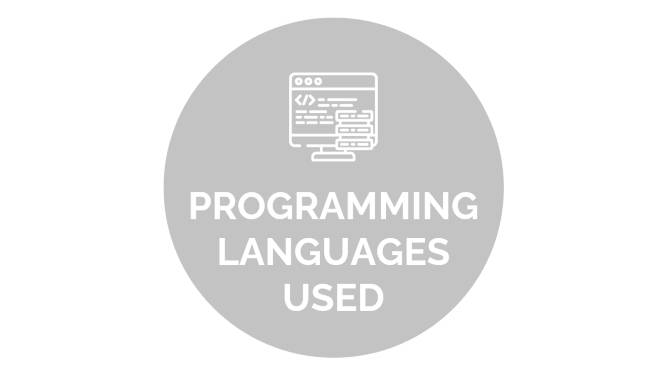 </>
PROGRAMMING
LANGUAGES
USED